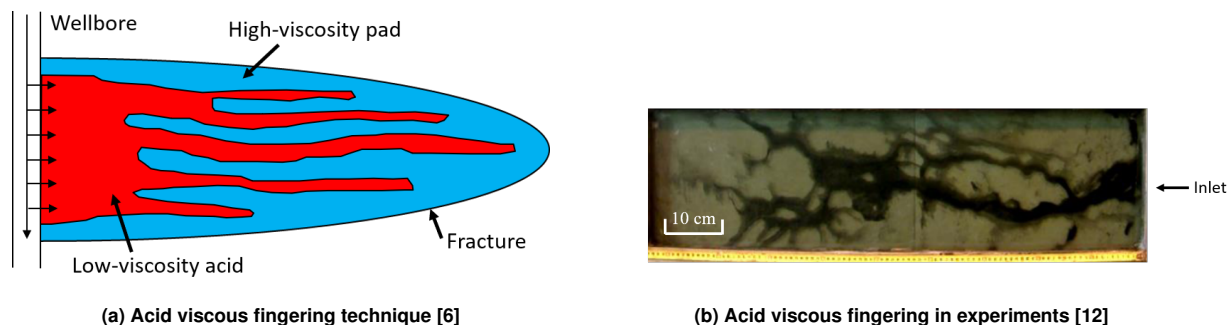 Wellbore
High-viscosity pad
Fracture
Low-viscosity acid
(a) Acid viscous fingering technique [6]
10 cm
Inlet
(b) Acid viscous fingering in experiments [12]